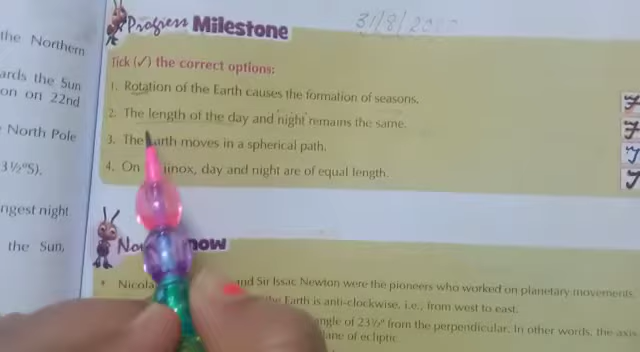 the Northern
ards the Sun
on on 22nd
North Pole
3½°S).
ngest night
the Sun,
Progress Milestone
31/8/20
Tick (✓) the correct options:
1. Rotation of the Earth causes the formation of seasons.
2. The length of the day and night remains the same.
3. The Earth moves in a spherical path.
4. On inox, day and night are of equal length.
now
• Nicola and Sir Issac Newton were the pioneers who worked on planetary movements.
the Earth is anti-clockwise, i.e., from west to east.
angle of 23½° from the perpendicular. In other words, the axis
lane of ecliptic